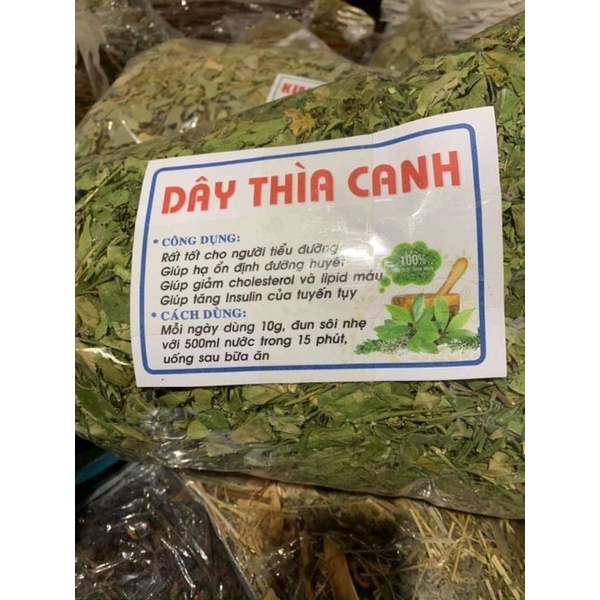 KIM
DÂY THÌA CANH
* CÔNG DỤNG:
Rất tốt cho người tiểu đường
Giúp hạ ổn định đường huyết
Giúp giảm cholesterol và lipid máu
Giúp tăng Insulin của tuyến tụy
100%
* CÁCH DÙNG:
Mỗi ngày dùng 10g, đun sôi nhẹ
với 500ml nước trong 15 phút,
uống sau bữa ăn